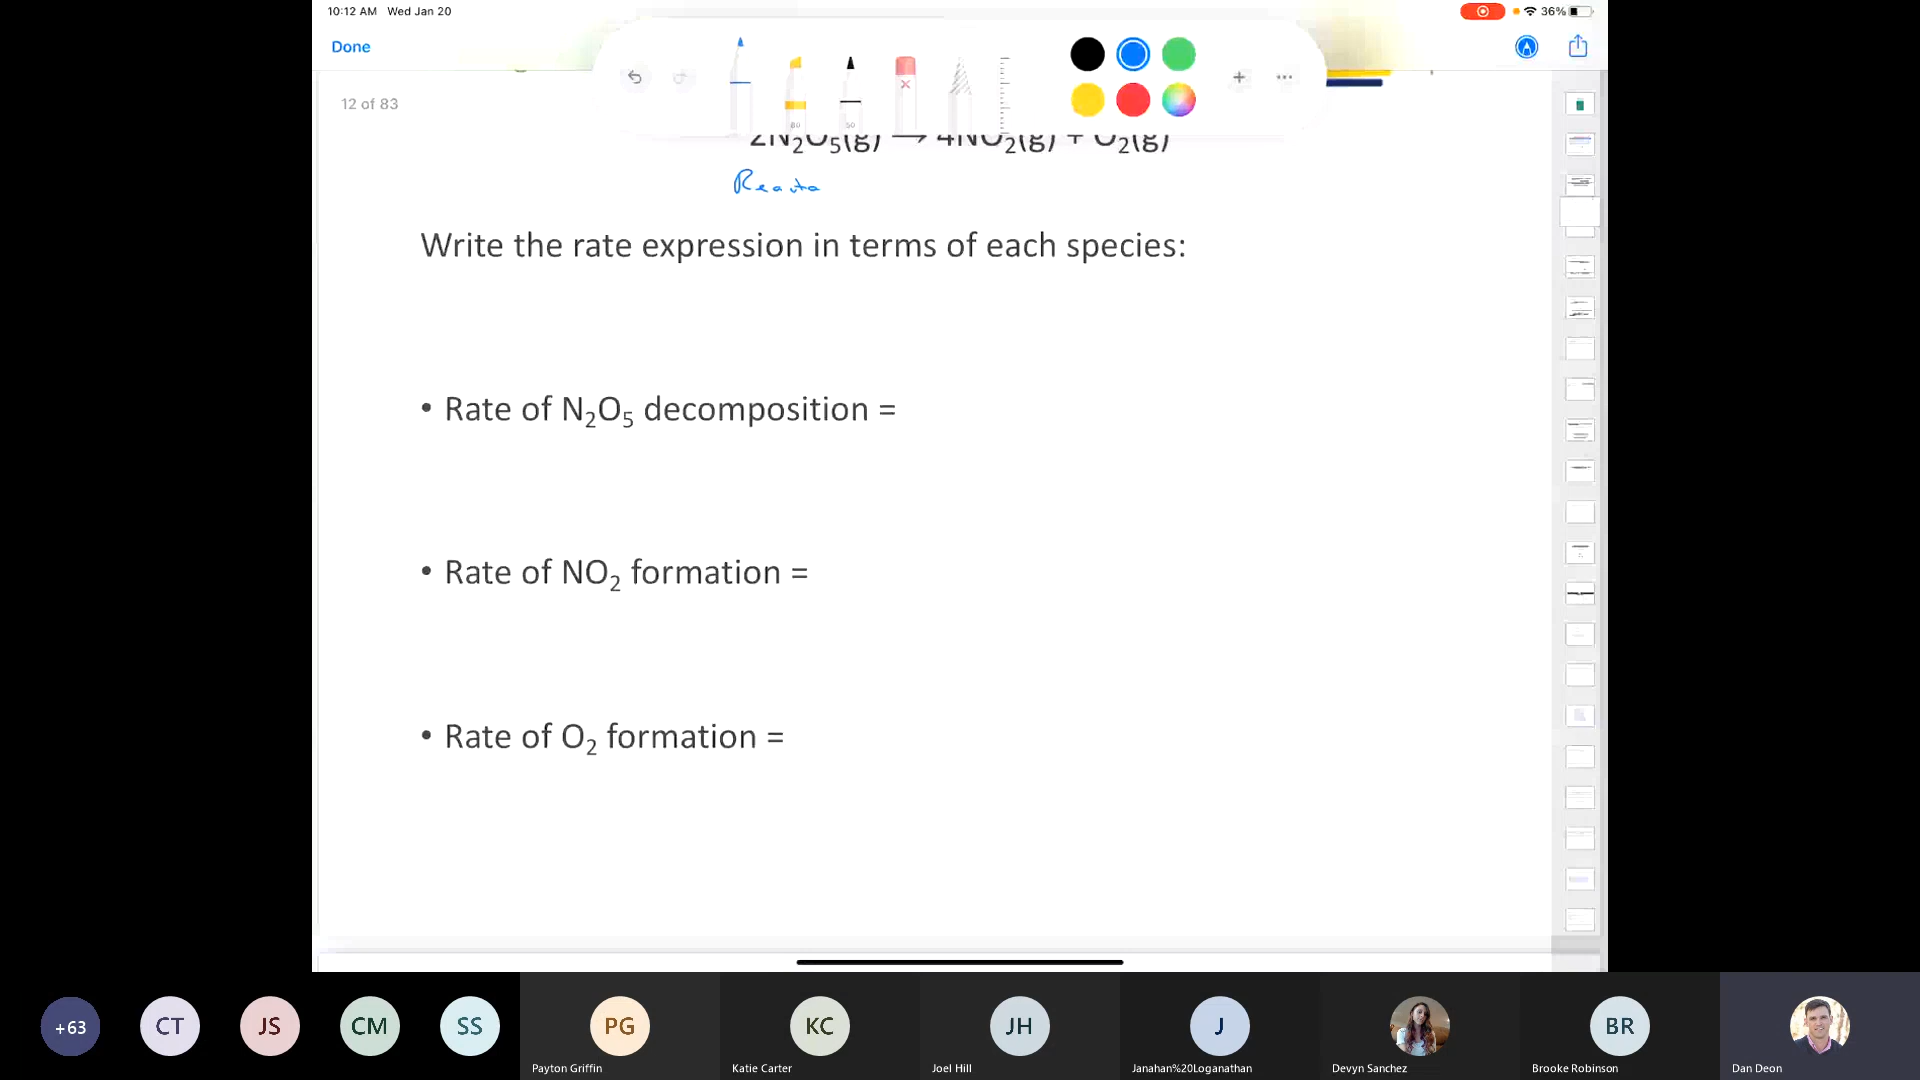 10:12 AM Wed Jan 20
36%
Done
12 of 83
80
50
2N₂O₅(g) → 4NO₂(g) + O₂(g)
Write the rate expression in terms of each species:
• Rate of N₂O₅ decomposition =
• Rate of NO₂ formation =
• Rate of O₂ formation =
+63
CT
JS
CM
SS
PG
KC
JH
J
BR
Payton Griffin
Katie Carter
Joel Hill
Janahan%20Loganathan
Devyn Sanchez
Brooke Robinson
Dan Deon